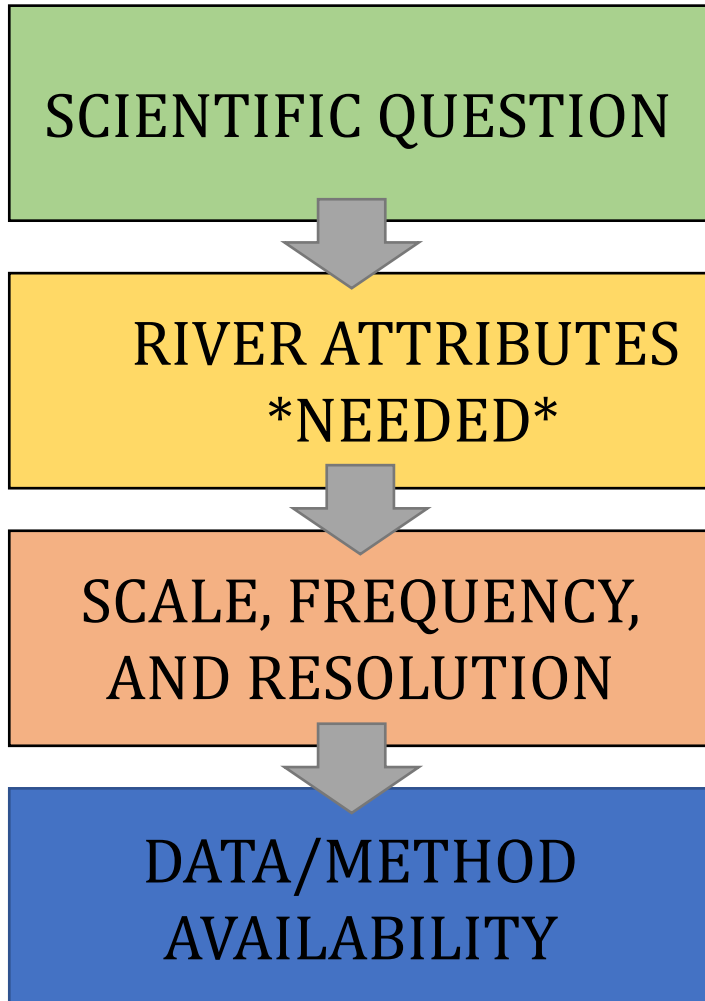 SCIENTIFIC QUESTION
RIVER ATTRIBUTES
*NEEDED*
SCALE, FREQUENCY,
AND RESOLUTION
DATA/METHOD
AVAILABILITY